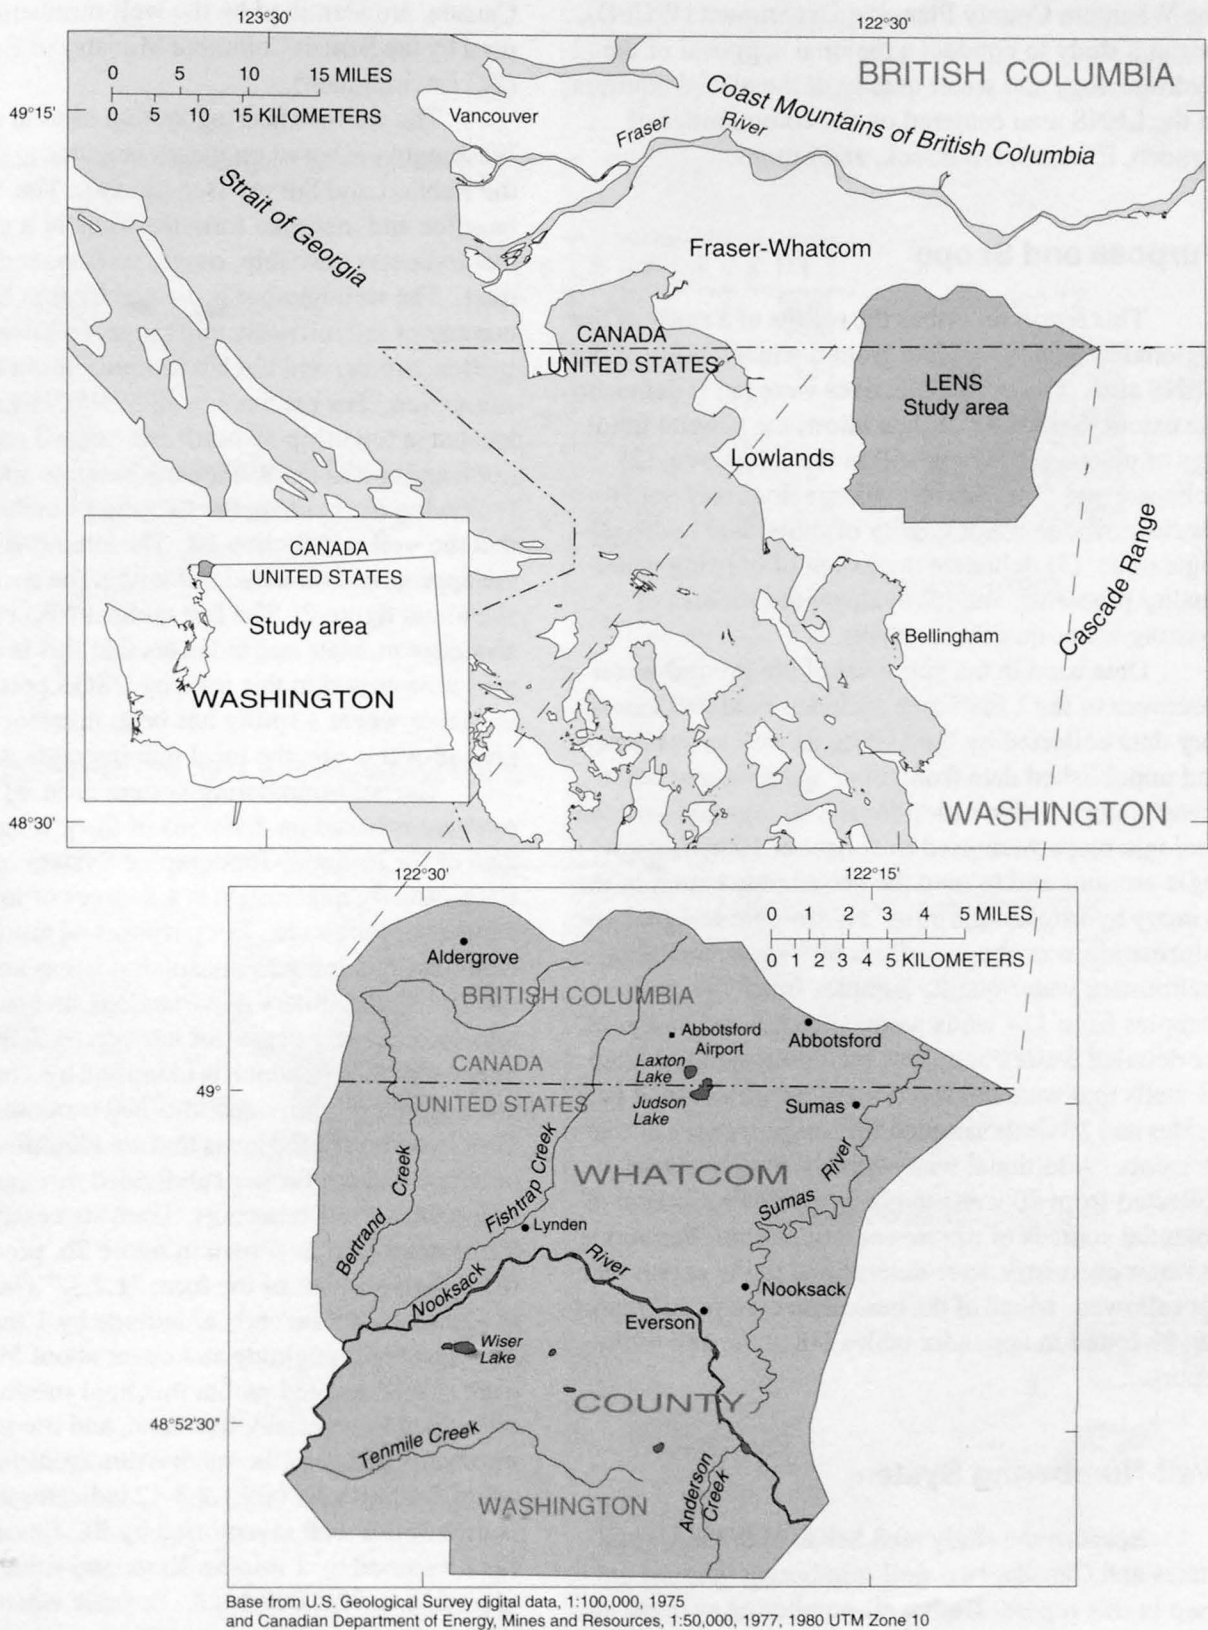 123°30'
122°30'
0 5 10 15 MILES
0 5 10 15 KILOMETERS
BRITISH COLUMBIA
49°15'
Vancouver
Coast Mountains of British Columbia
Fraser River
Strait of Georgia
Fraser-Whatcom
CANADA
UNITED STATES
LENS
Study area
Lowlands
Cascade Range
CANADA
UNITED STATES
Study area
WASHINGTON
Bellingham
48°30'
WASHINGTON
122°30'
122°15'
0 1 2 3 4 5 MILES
0 1 2 3 4 5 KILOMETERS
Aldergrove
BRITISH COLUMBIA
Abbotsford
Airport
Abbotsford
CANADA
Laxton
Lake
49°
UNITED STATES
Judson
Lake
Sumas
WHATCOM
Bertrand Creek
Fishtrap Creek
Sumas River
Lynden
Nooksack River
Nooksack
Everson
Wiser
Lake
COUNTY
48°52'30"
Tenmile Creek
WASHINGTON
Anderson
Creek
Base from U.S. Geological Survey digital data, 1:100,000, 1975
and Canadian Department of Energy, Mines and Resources, 1:50,000, 1977, 1980 UTM Zone 10